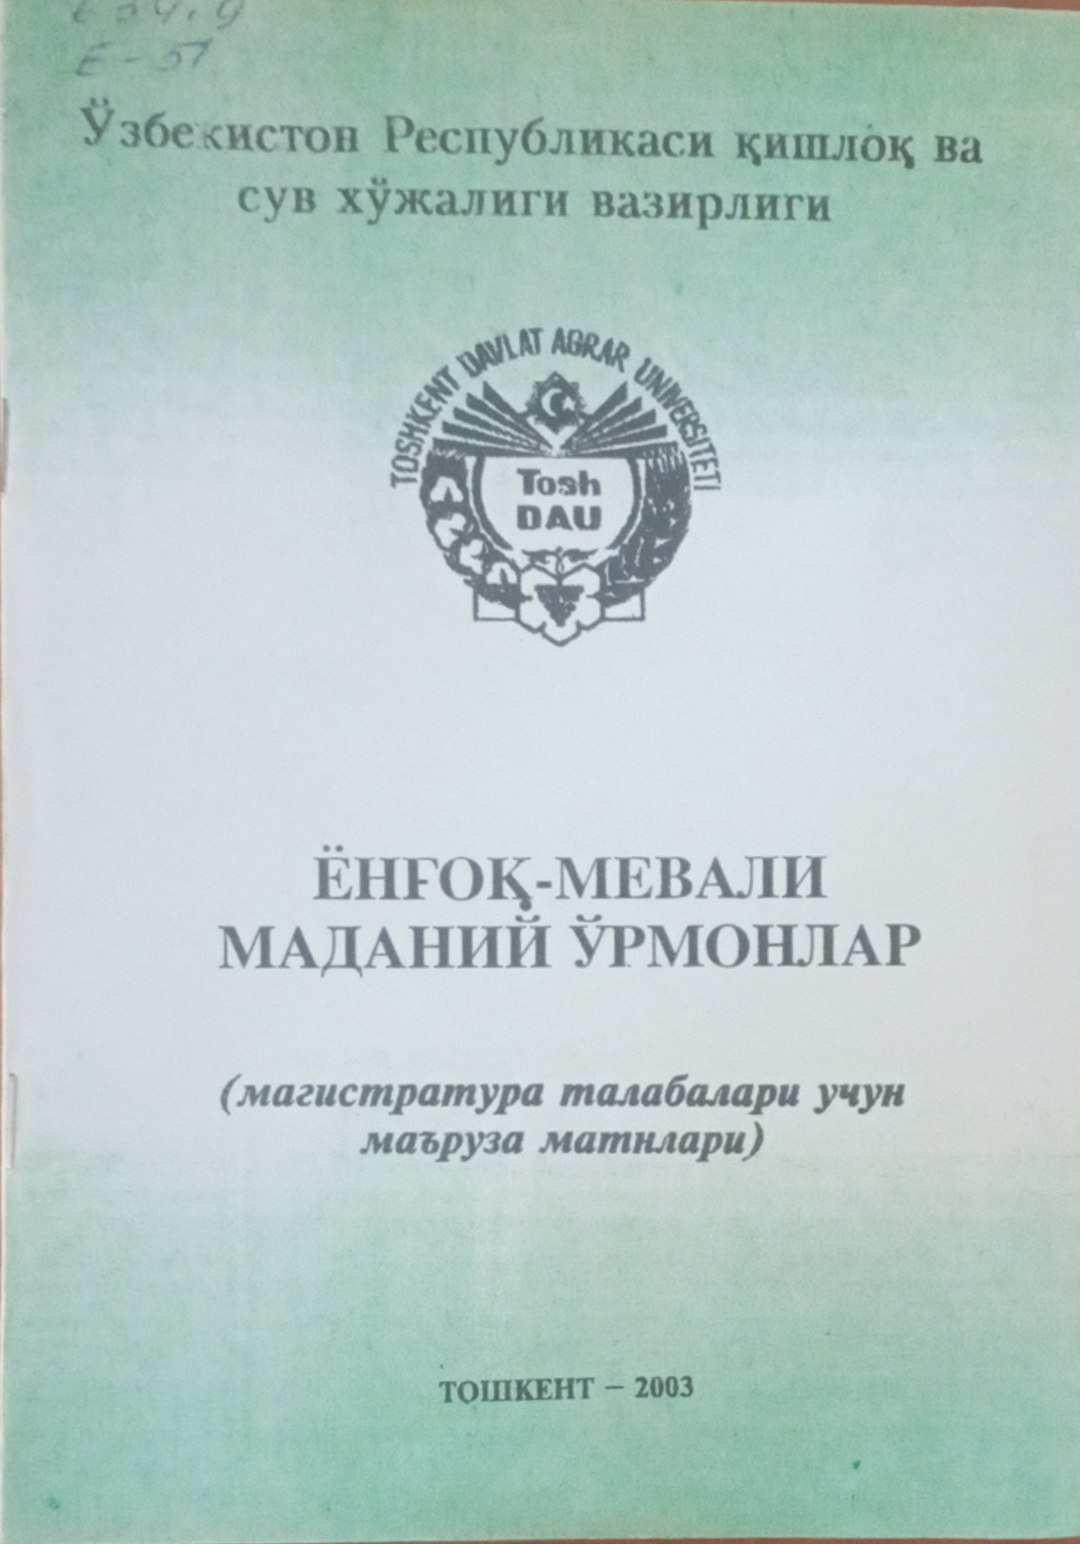 Е-57
Ўзбекистон Республикаси қишлоқ ва
сув хўжалиги вазирлиги
TOSHKENT DAVLAT AGRAR UNIVERSITETI
Tosh
DAU
ЁНҒОҚ-МЕВАЛИ
МАДАНИЙ ЎРМОНЛАР
(магистратура талабалари учун
маъруза матнлари)
ТОШКЕНТ – 2003